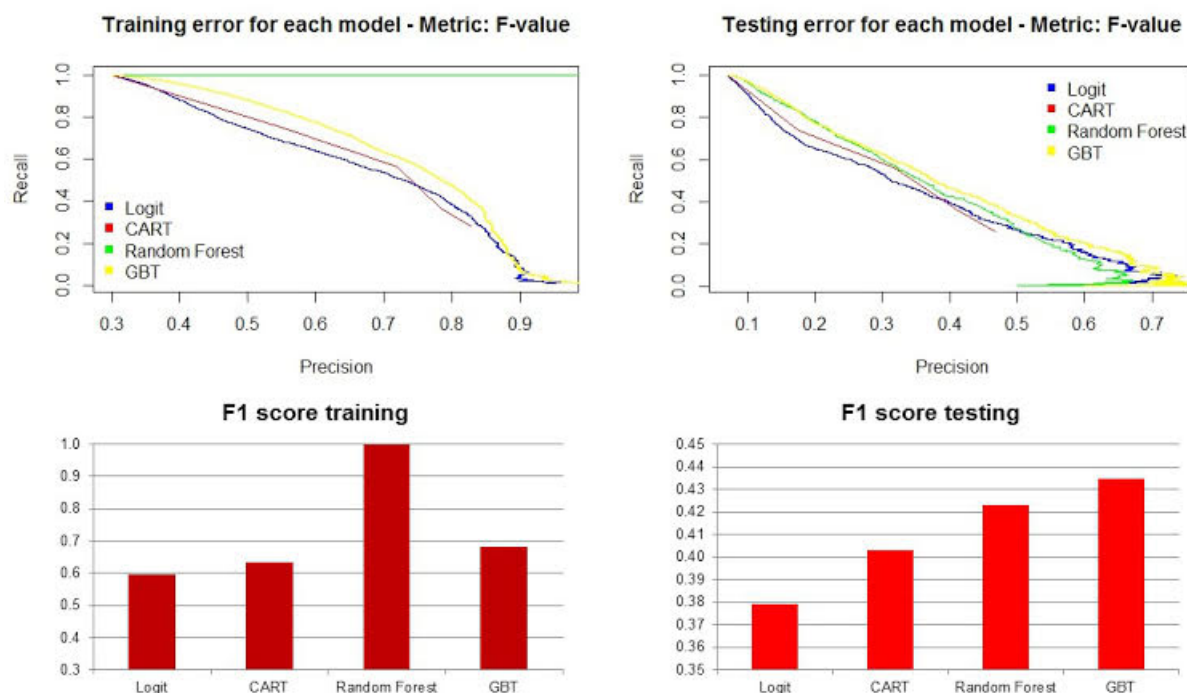 Training error for each model - Metric: F-value
Recall
1.0
0.8
0.6
0.4
0.2
0.0
Logit
CART
Random Forest
GBT
0.3 0.4 0.5 0.6 0.7 0.8 0.9
Precision
Testing error for each model - Metric: F-value
Recall
1.0
0.8
0.6
0.4
0.2
0.0
Logit
CART
Random Forest
GBT
0.1 0.2 0.3 0.4 0.5 0.6 0.7
Precision
F1 score training
1.0
0.9
0.8
0.7
0.6
0.5
0.4
0.3
Logit CART Random Forest GBT
F1 score testing
0.45
0.44
0.43
0.42
0.41
0.40
0.39
0.38
0.37
0.36
0.35
Logit CART Random Forest GBT